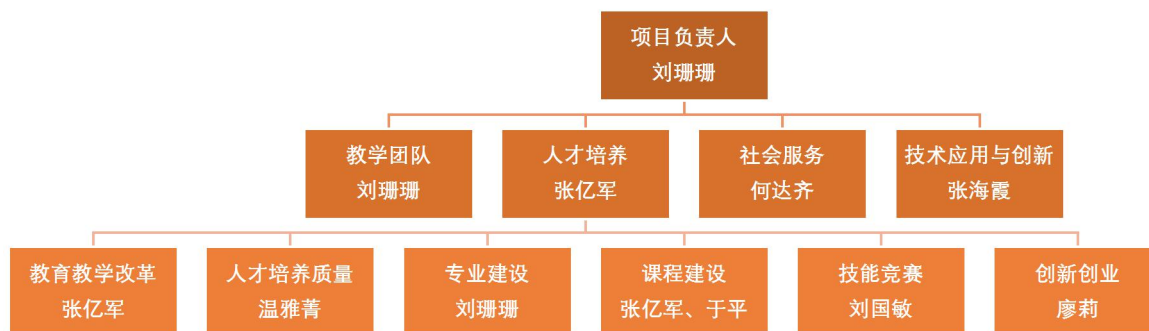 项目负责人
刘珊珊
教学团队
刘珊珊
人才培养
张亿军
社会服务
何达齐
技术应用与创新
张海霞
教育教学改革
张亿军
人才培养质量
温雅菁
专业建设
刘珊珊
课程建设
张亿军、于平
技能竞赛
刘国敏
创新创业
廖莉